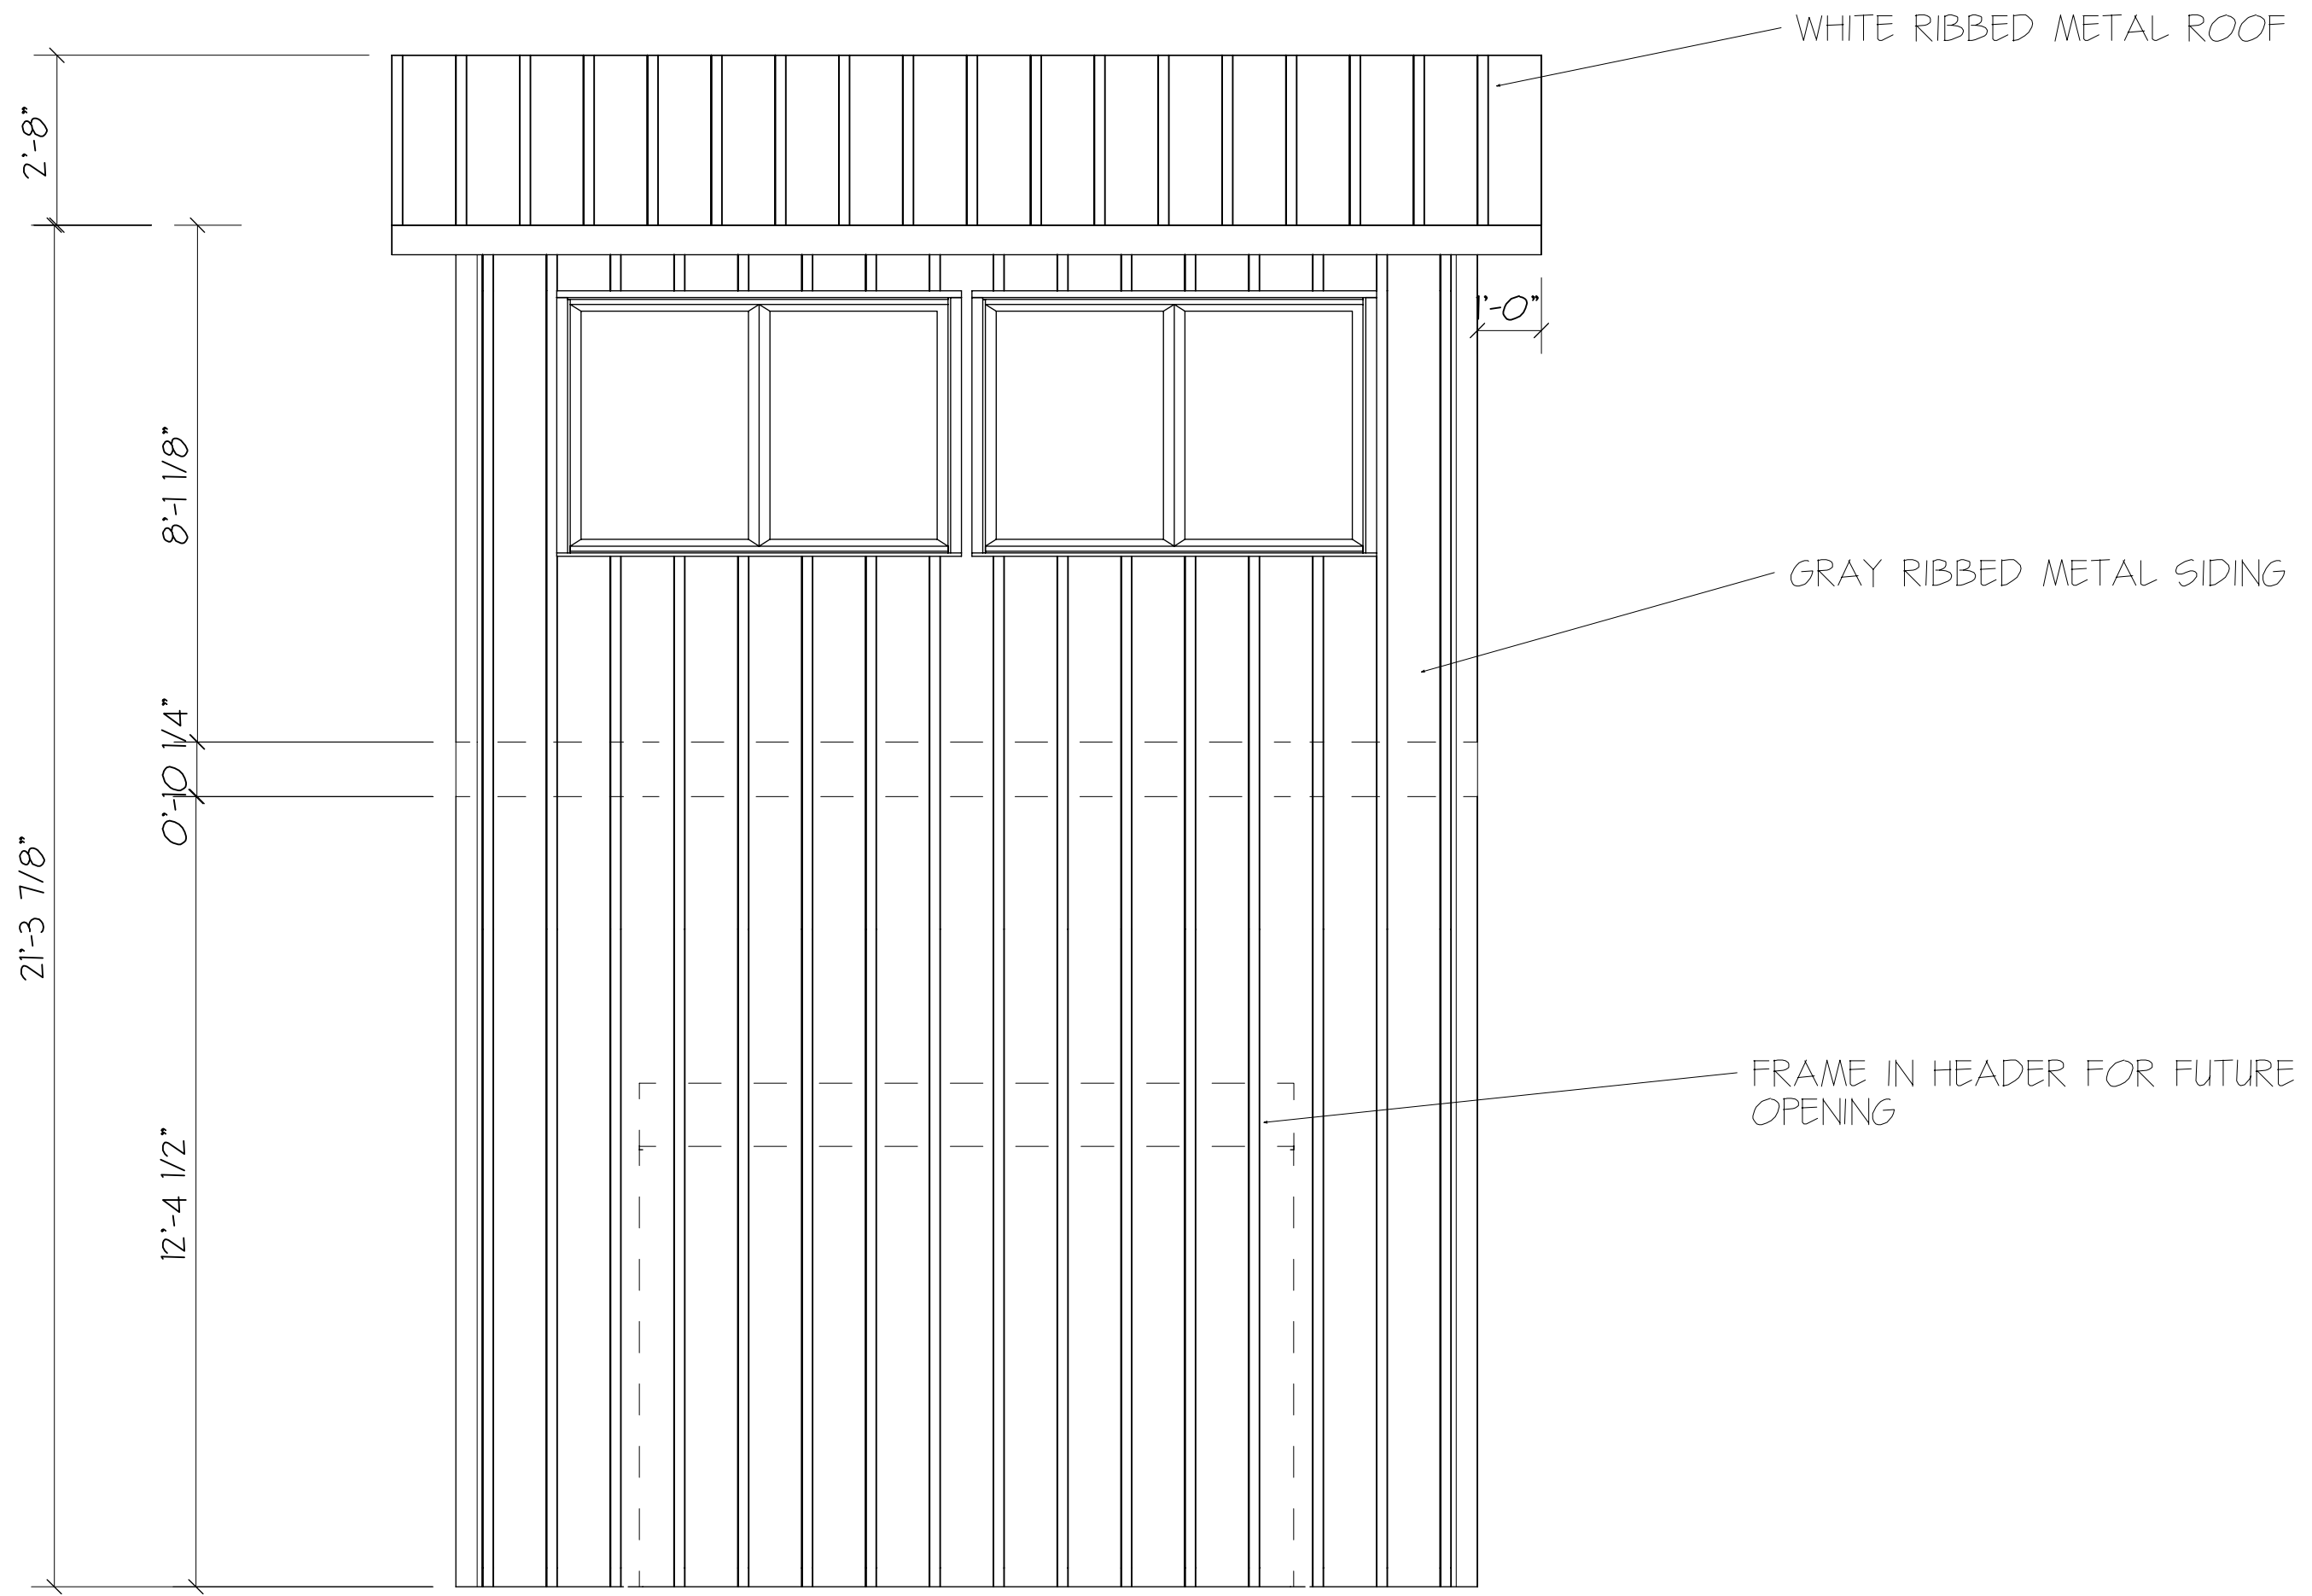 WHITE RIBBED METAL ROOF
2'-8"
1'-0"
8'-1 1/8"
GRAY RIBBED METAL SIDING
0'-10 1/4"
21'-3 7/8"
FRAME IN HEADER FOR FUTURE
OPENING
12'-4 1/2"